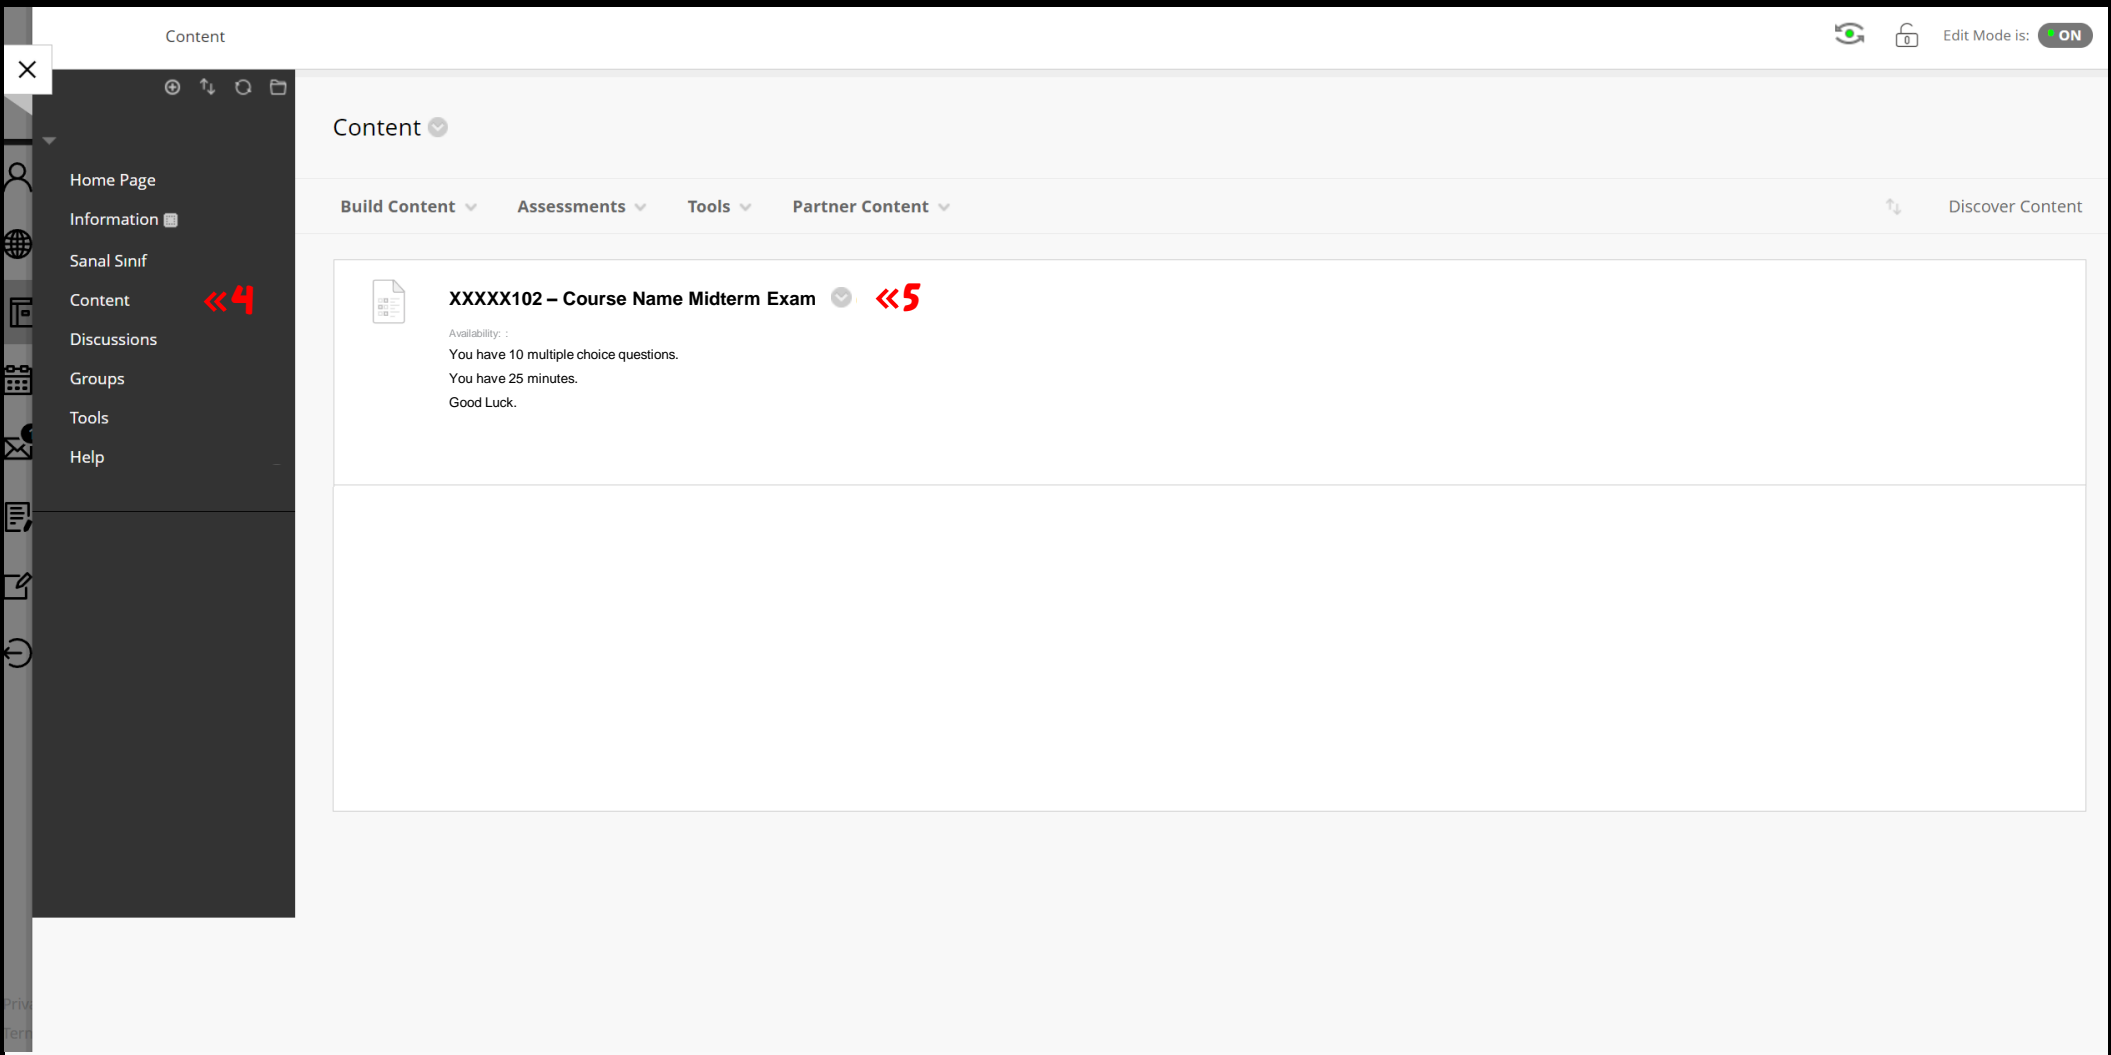 Content
Edit Mode is:
ON
Home Page
Information
Sanal Sınıf
Content
«4
Discussions
Groups
Tools
Help
Content
Build Content
Assessments
Tools
Partner Content
Discover Content
XXXXX102 – Course Name Midterm Exam
«5
Availability: :
You have 10 multiple choice questions.
You have 25 minutes.
Good Luck.
Priva
Term